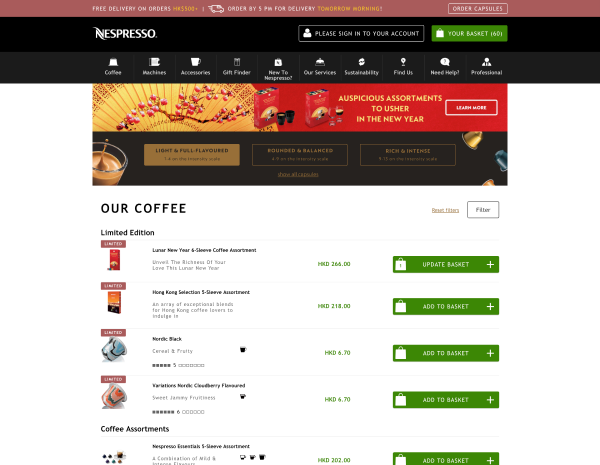 FREE DELIVERY ON ORDERS HK$500+ | ORDER BY 5 PM FOR DELIVERY TOMORROW MORNING!
ORDER CAPSULES
NESPRESSO.
PLEASE SIGN IN TO YOUR ACCOUNT
YOUR BASKET (60)
Coffee
Machines
Accessories
Gift Finder
New To
Nespresso?
Our Services
Sustainability
Find Us
Need Help?
Professional
AUSPICIOUS ASSORTMENTS
TO USHER
IN THE NEW YEAR
LEARN MORE
LIGHT & FULL-FLAVOURED
ROUNDED & BALANCED
RICH & INTENSE
on the intensity scale
on the intensity scale
on the intensity scale
show all capsules
OUR COFFEE
Reset filters
Filter
Limited Edition
LIMITED
Lunar New Year 6-Sleeve Coffee Assortment
Unveil The Richness Of Your
Love This Lunar New Year
HKD 266.00
1
UPDATE BASKET +
LIMITED
Hong Kong Selection 5-Sleeve Assortment
An array of exceptional blends
for Hong Kong coffee lovers to
indulge in
HKD 218.00
ADD TO BASKET +
LIMITED
Nordic Black
Cereal & Fruity
5
HKD 6.70
ADD TO BASKET +
LIMITED
Variations Nordic Cloudberry Flavoured
Sweet Jammy Fruitiness
6
HKD 6.70
ADD TO BASKET +
Coffee Assortments
Nespresso Essentials 5-Sleeve Assortment
A Combination of Mild &
Intense Flavours
HKD 202.00
ADD TO BASKET +